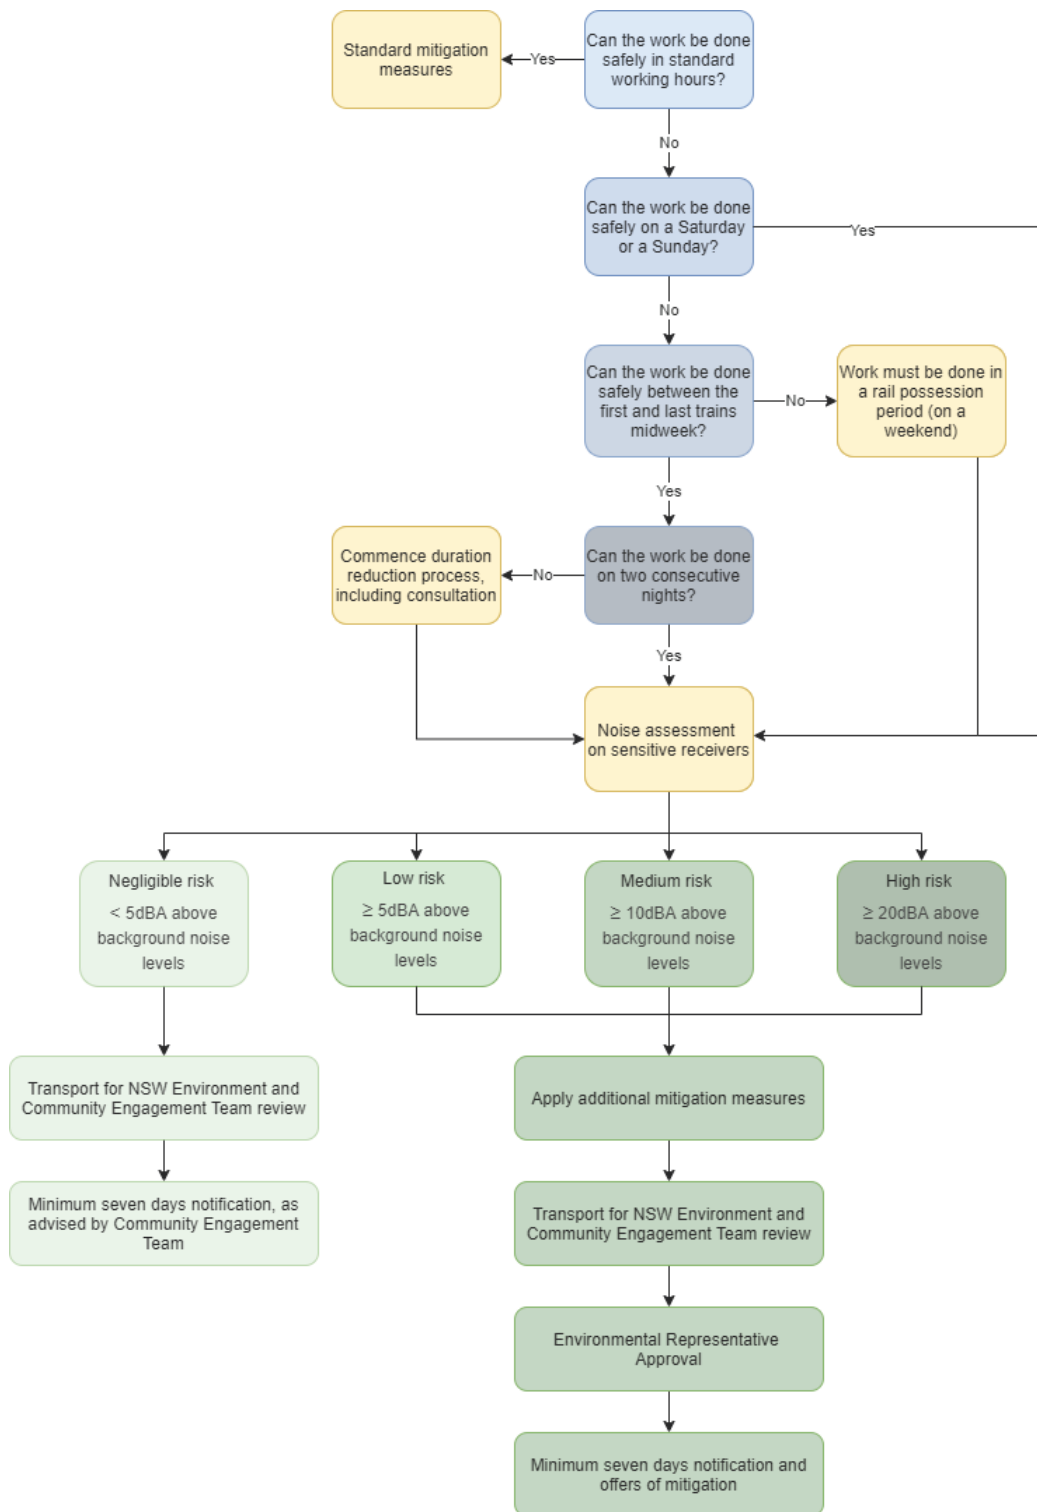 Can the work be done
safely in standard
working hours?
Standard mitigation
measures
Yes
No
Can the work be done
safely on a Saturday
or a Sunday?
Yes
No
Can the work be done
safely between the
first and last trains
midweek?
No
Work must be done in
a rail possession
period (on a
weekend)
Yes
Can the work be done
on two consecutive
nights?
No
Commence duration
reduction process,
including consultation
Yes
Noise assessment
on sensitive receivers
Negligible risk
< 5dBA above
background noise
levels
Low risk
≥ 5dBA above
background noise
levels
Medium risk
≥ 10dBA above
background noise
levels
High risk
≥ 20dBA above
background noise
levels
Transport for NSW Environment and
Community Engagement Team review
Minimum seven days notification, as
advised by Community Engagement
Team
Apply additional mitigation measures
Transport for NSW Environment and
Community Engagement Team review
Environmental Representative
Approval
Minimum seven days notification and
offers of mitigation